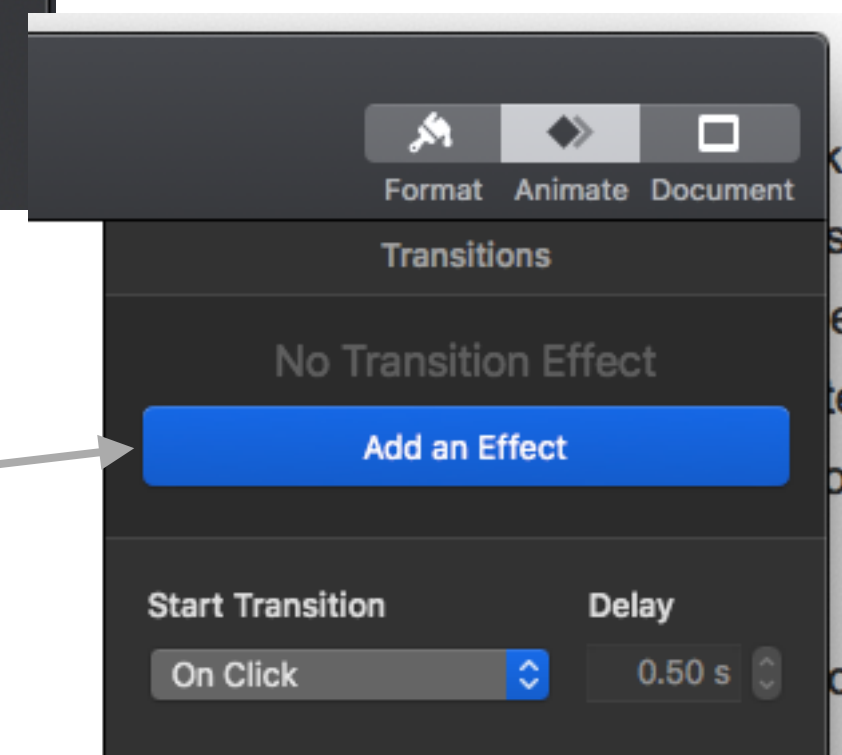 Format Animate Document
Transitions
No Transition Effect
Add an Effect
Start Transition Delay
On Click 0.50 s